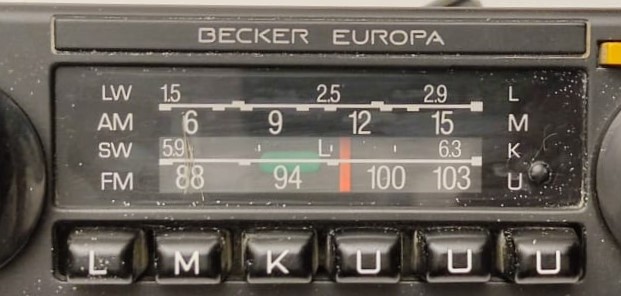 BECKER EUROPA
LW 1.5 2.5 2.9 L
AM 6 9 12 15 M
SW 5.9 L 6.3 K
FM 88 94 100 103 U
L M K U U U